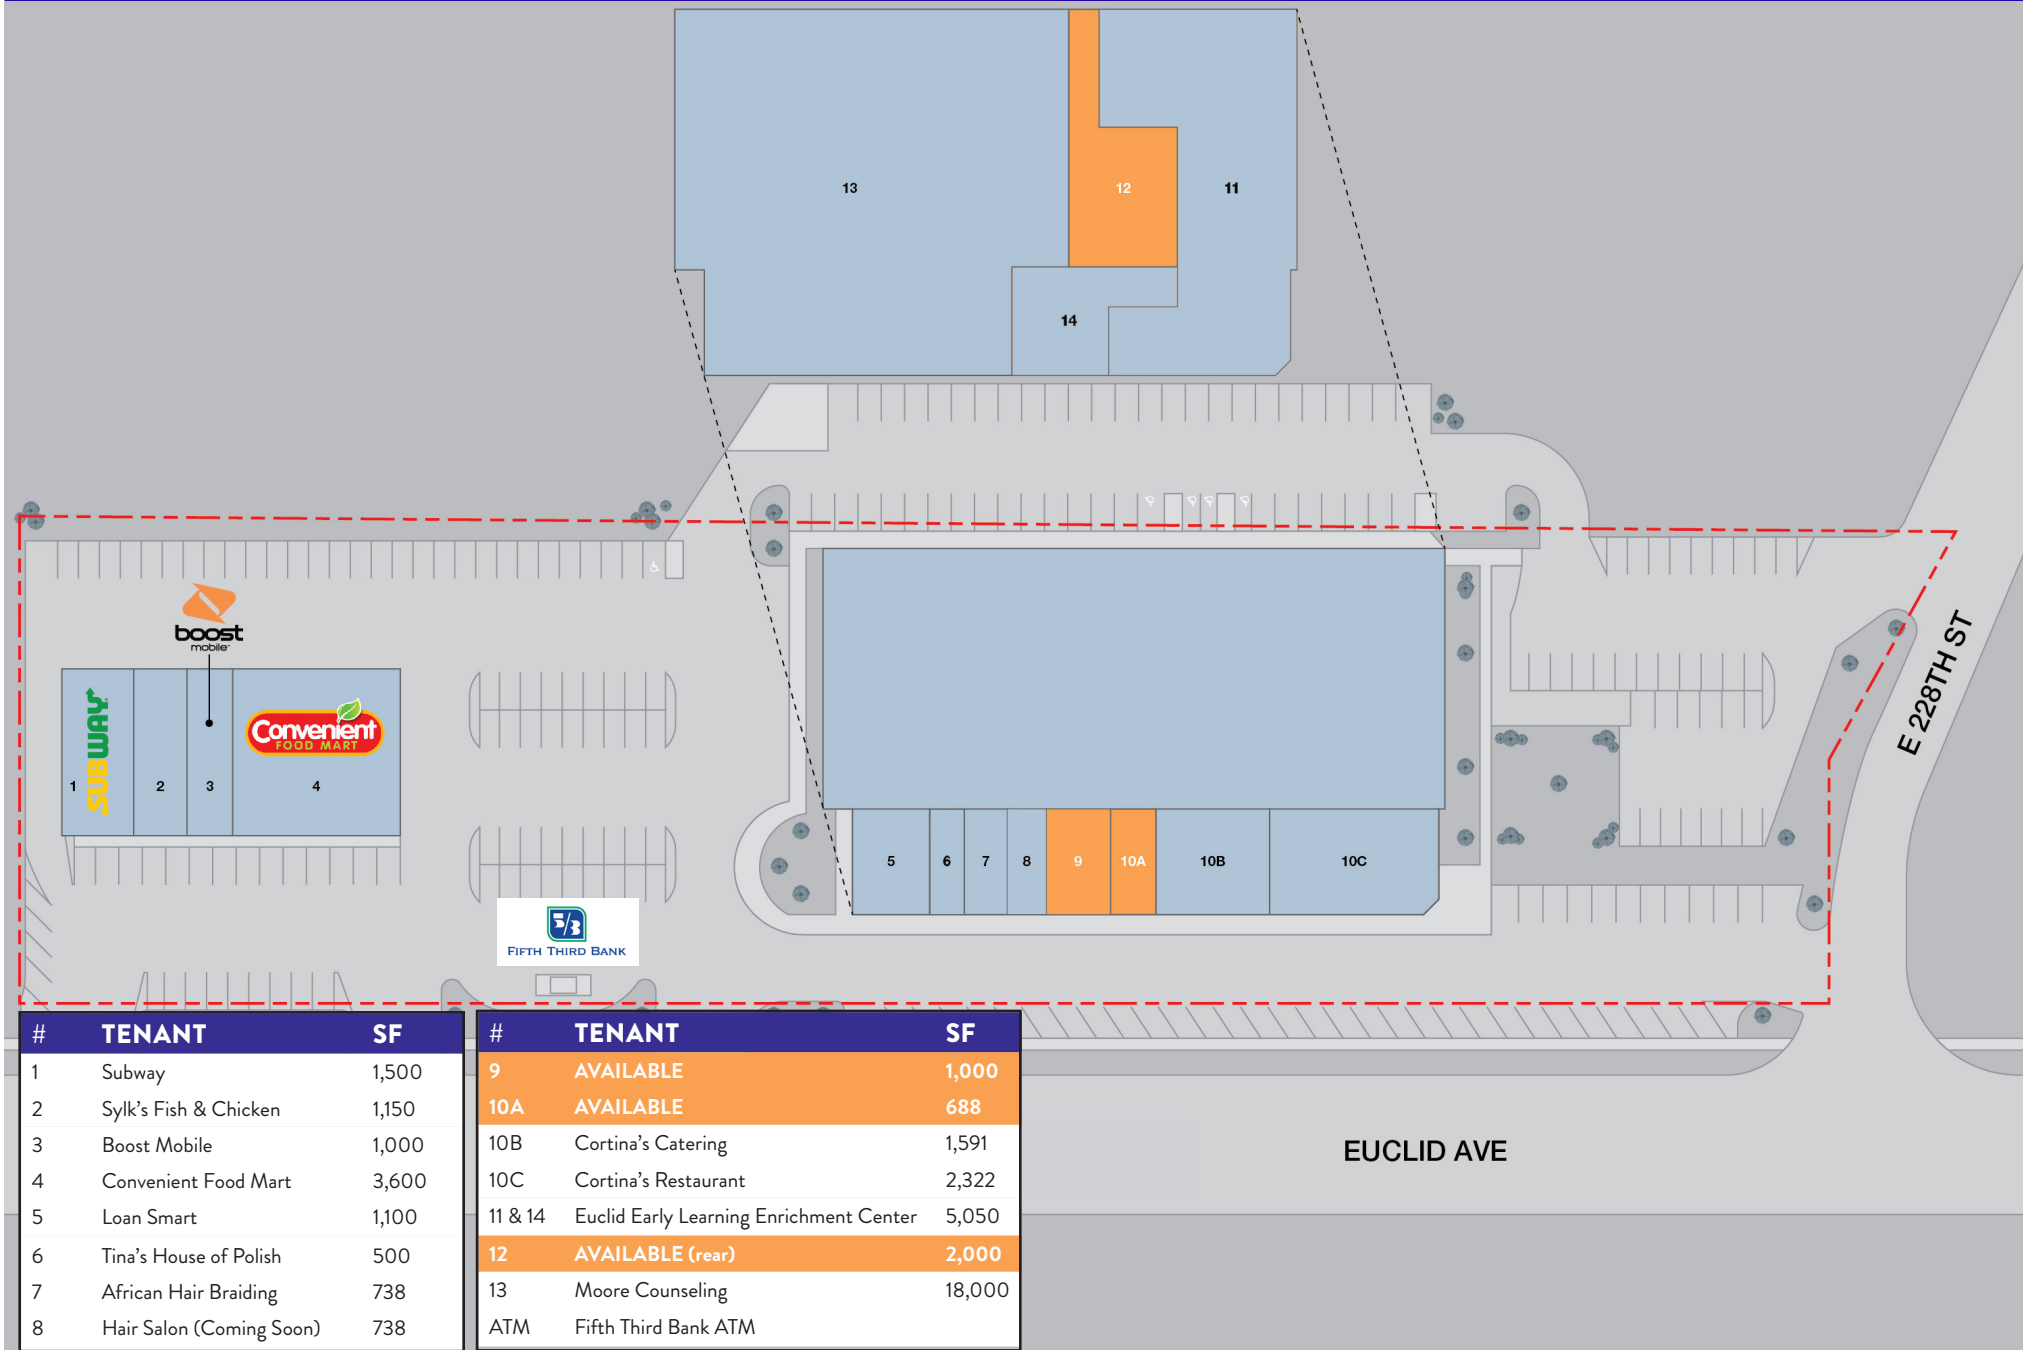 13
12
11
14
boost
mobile
SUBWAY
Convenient
FOOD MART
1
2
3
4
5
6
7
8
9
10A
10B
10C
E 228TH ST
5/3
FIFTH THIRD BANK
EUCLID AVE
# TENANT SF
1 Subway 1,500
2 Sylk's Fish & Chicken 1,150
3 Boost Mobile 1,000
4 Convenient Food Mart 3,600
5 Loan Smart 1,100
6 Tina's House of Polish 500
7 African Hair Braiding 738
8 Hair Salon (Coming Soon) 738
# TENANT SF
9 AVAILABLE 1,000
10A AVAILABLE 688
10B Cortina's Catering 1,591
10C Cortina's Restaurant 2,322
11 & 14 Euclid Early Learning Enrichment Center 5,050
12 AVAILABLE (rear) 2,000
13 Moore Counseling 18,000
ATM Fifth Third Bank ATM